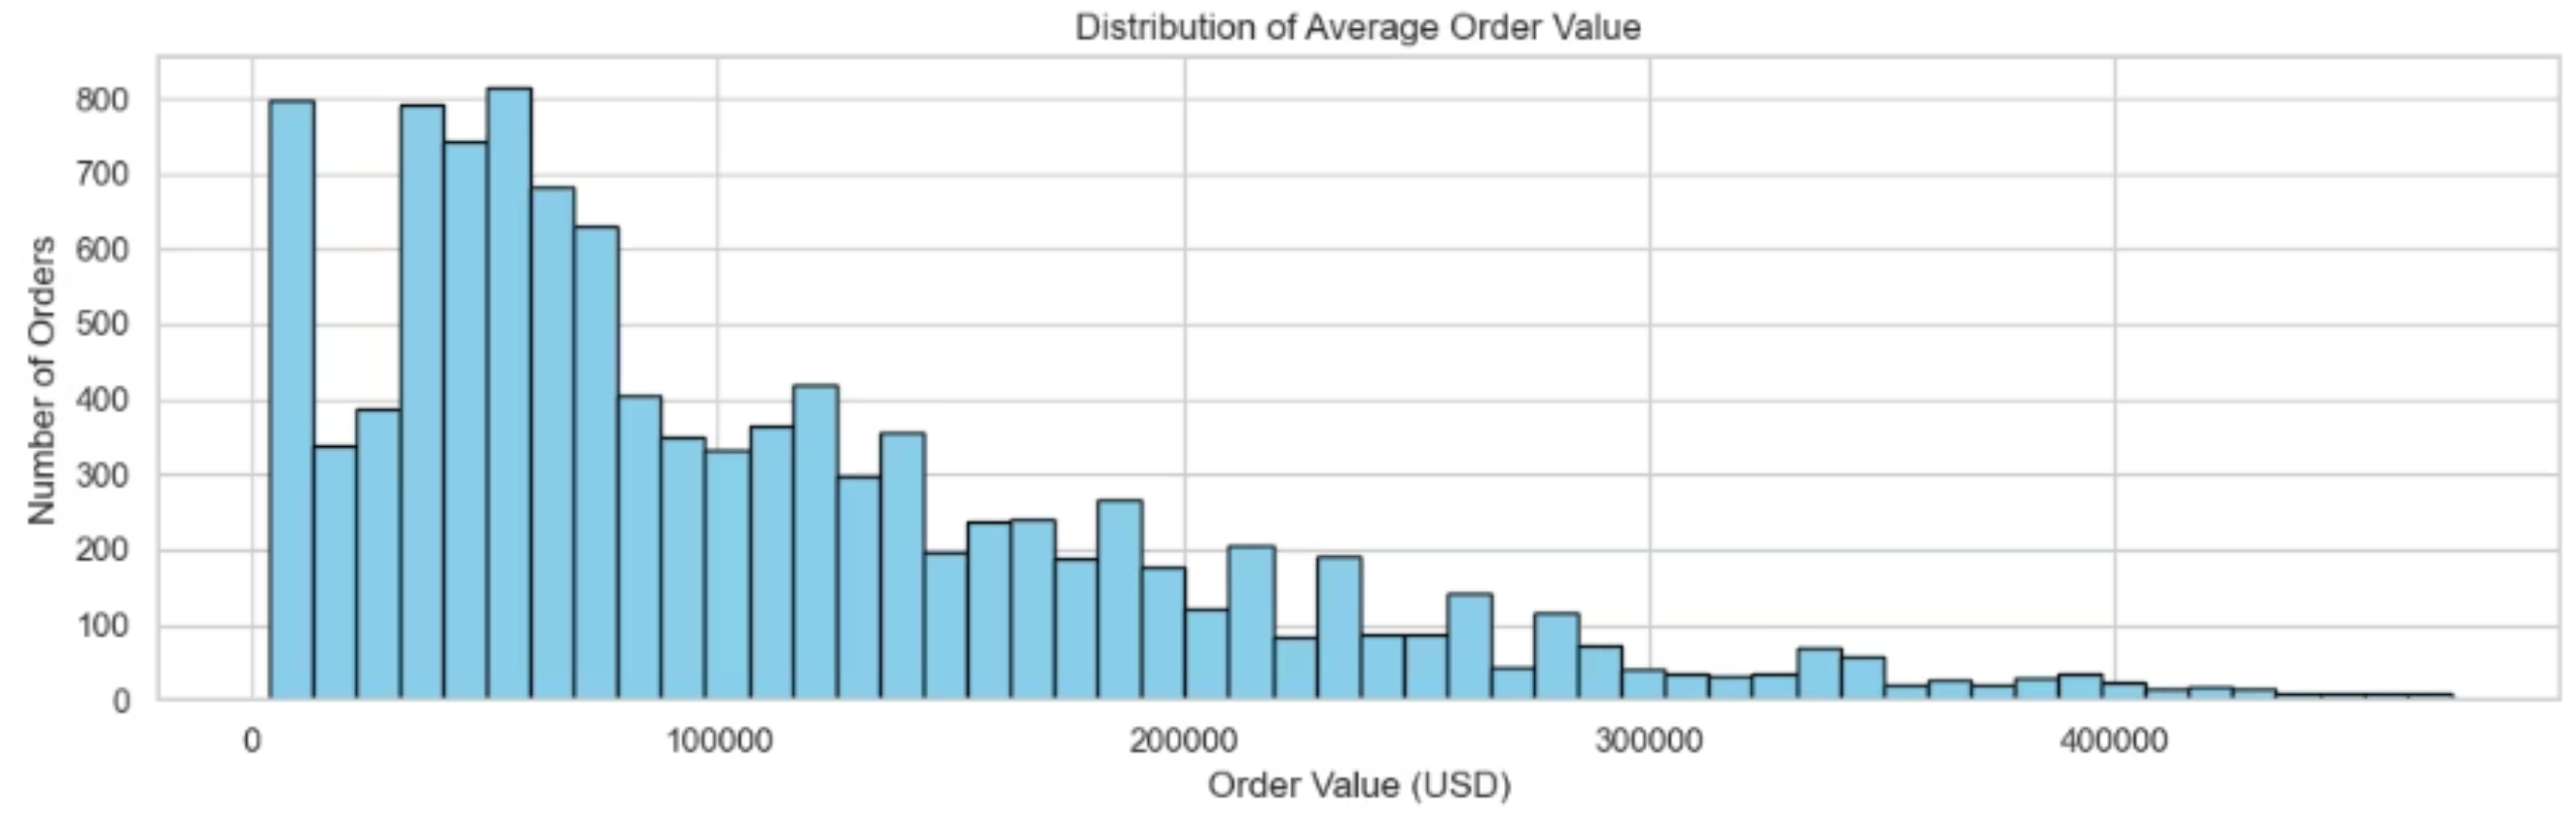 Distribution of Average Order Value
Number of Orders
800
700
600
500
400
300
200
100
0
0 100000 200000 300000 400000
Order Value (USD)